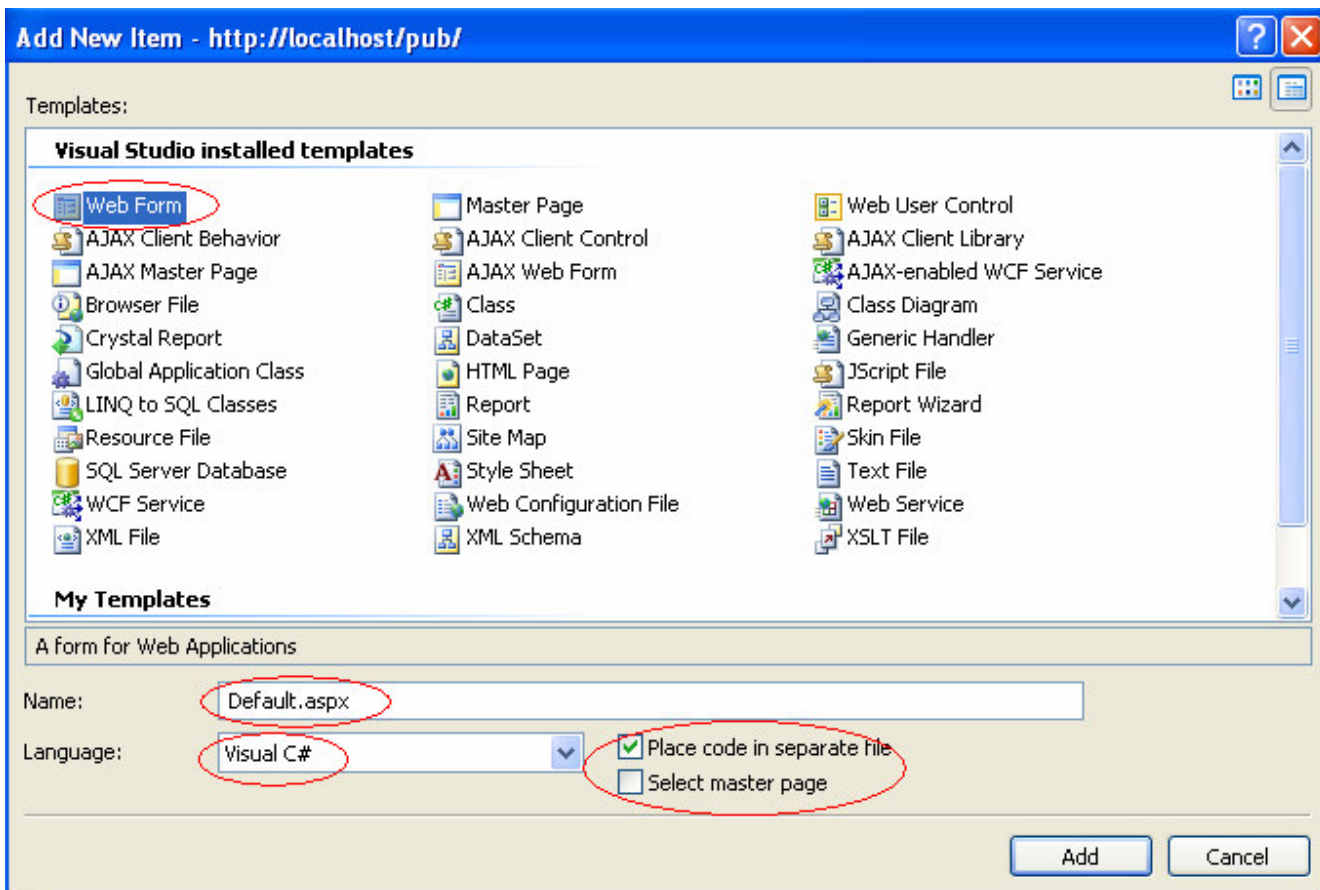 Add New Item - http://localhost/pub/
Templates:
Visual Studio installed templates
Web Form Master Page Web User Control
AJAX Client Behavior AJAX Client Control AJAX Client Library
AJAX Master Page AJAX Web Form AJAX-enabled WCF Service
Browser File Class Class Diagram
Crystal Report DataSet Generic Handler
Global Application Class HTML Page JScript File
LINQ to SQL Classes Report Report Wizard
Resource File Site Map Skin File
SQL Server Database Style Sheet Text File
WCF Service Web Configuration File Web Service
XML File XML Schema XSLT File
My Templates
A form for Web Applications
Name: Default.aspx
Language: Visual C# Place code in separate file
Select master page
Add Cancel